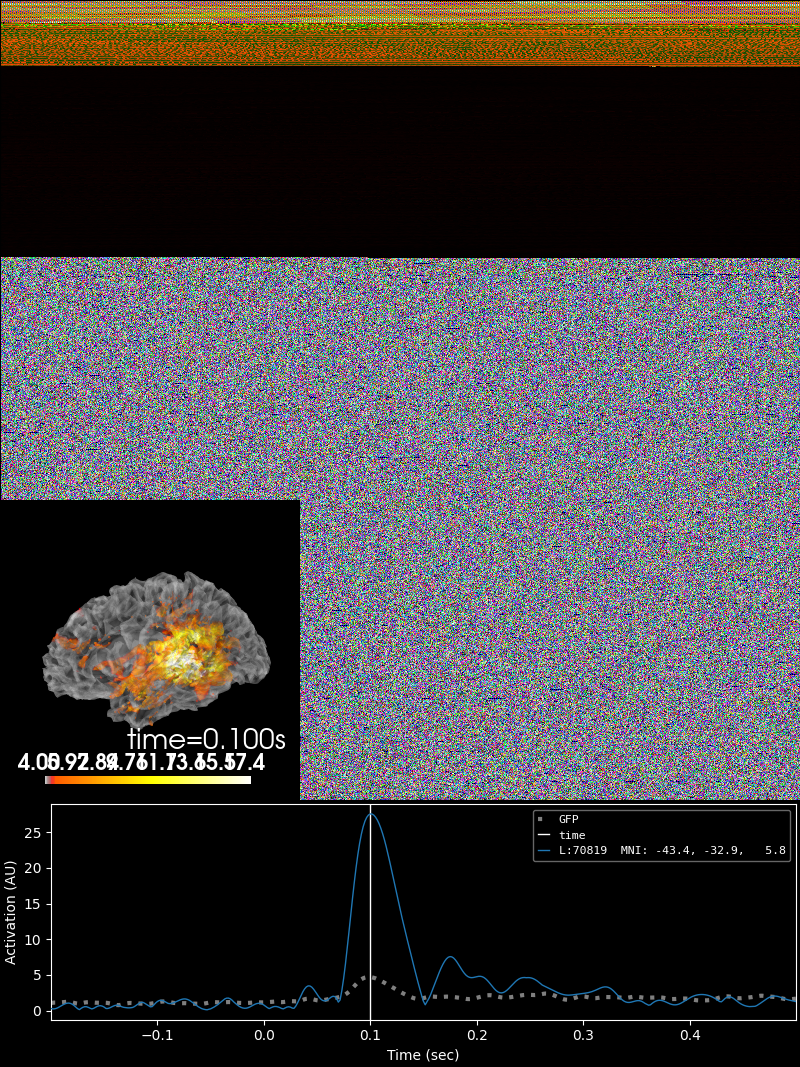 time=0.100s
25
20
15
10
5
0
Activation (AU)
GFP
time
L:70819 MNI: -43.4, -32.9, 5.8
−0.1 0.0 0.1 0.2 0.3 0.4
Time (sec)